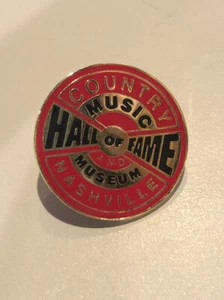 COUNTRY
MUSIC
HALL OF FAME
AND
MUSEUM
NASHVILLE